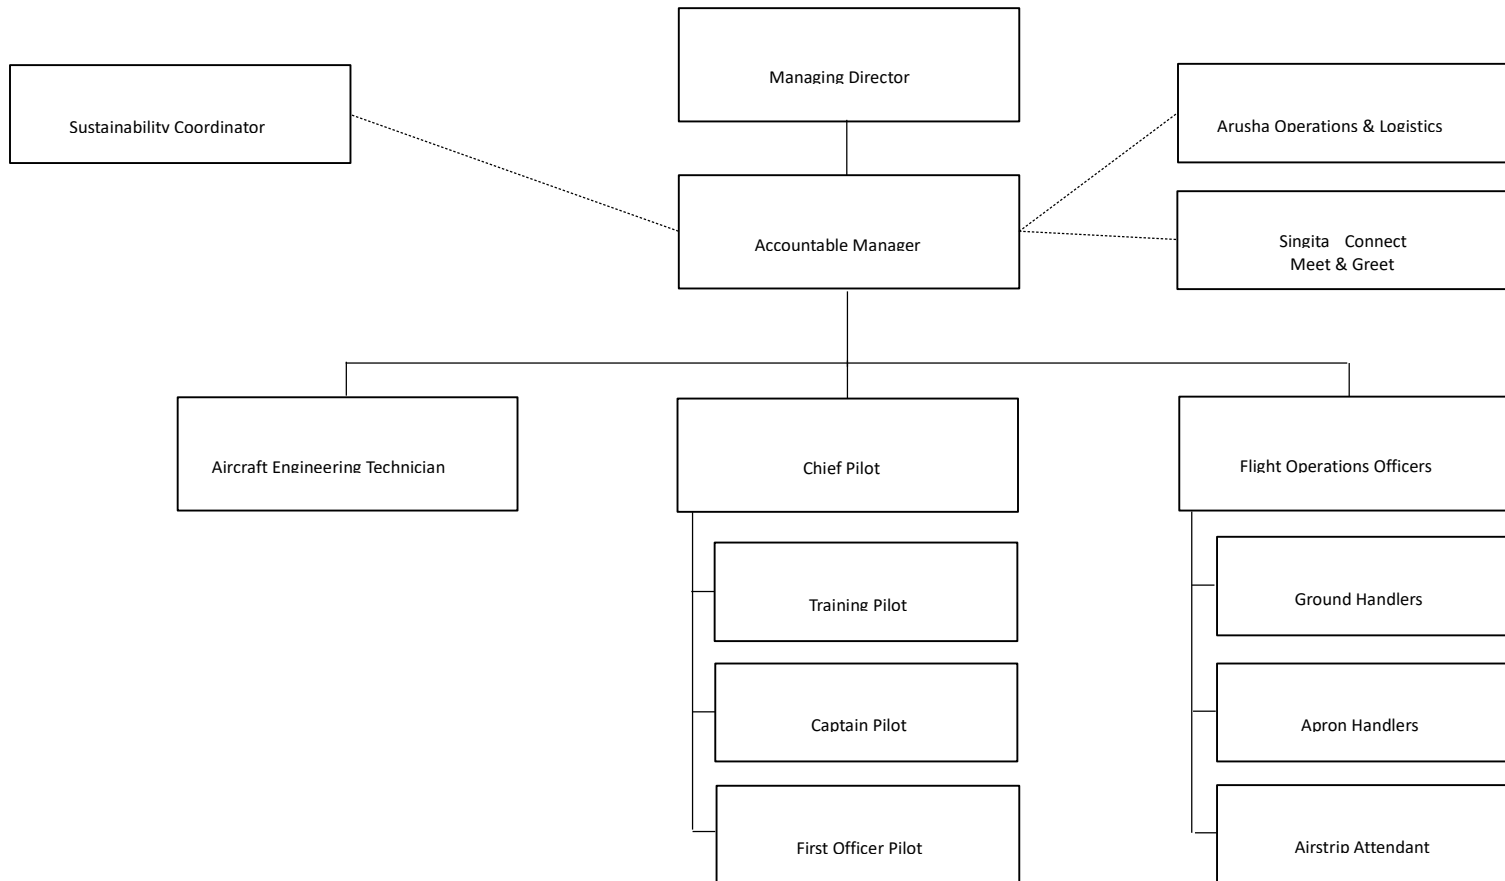 Managing Director
Sustainability Coordinator
Arusha Operations & Logistics
Accountable Manager
Singita Connect
Meet & Greet
Aircraft Engineering Technician
Chief Pilot
Flight Operations Officers
Training Pilot
Ground Handlers
Captain Pilot
Apron Handlers
First Officer Pilot
Airstrip Attendant